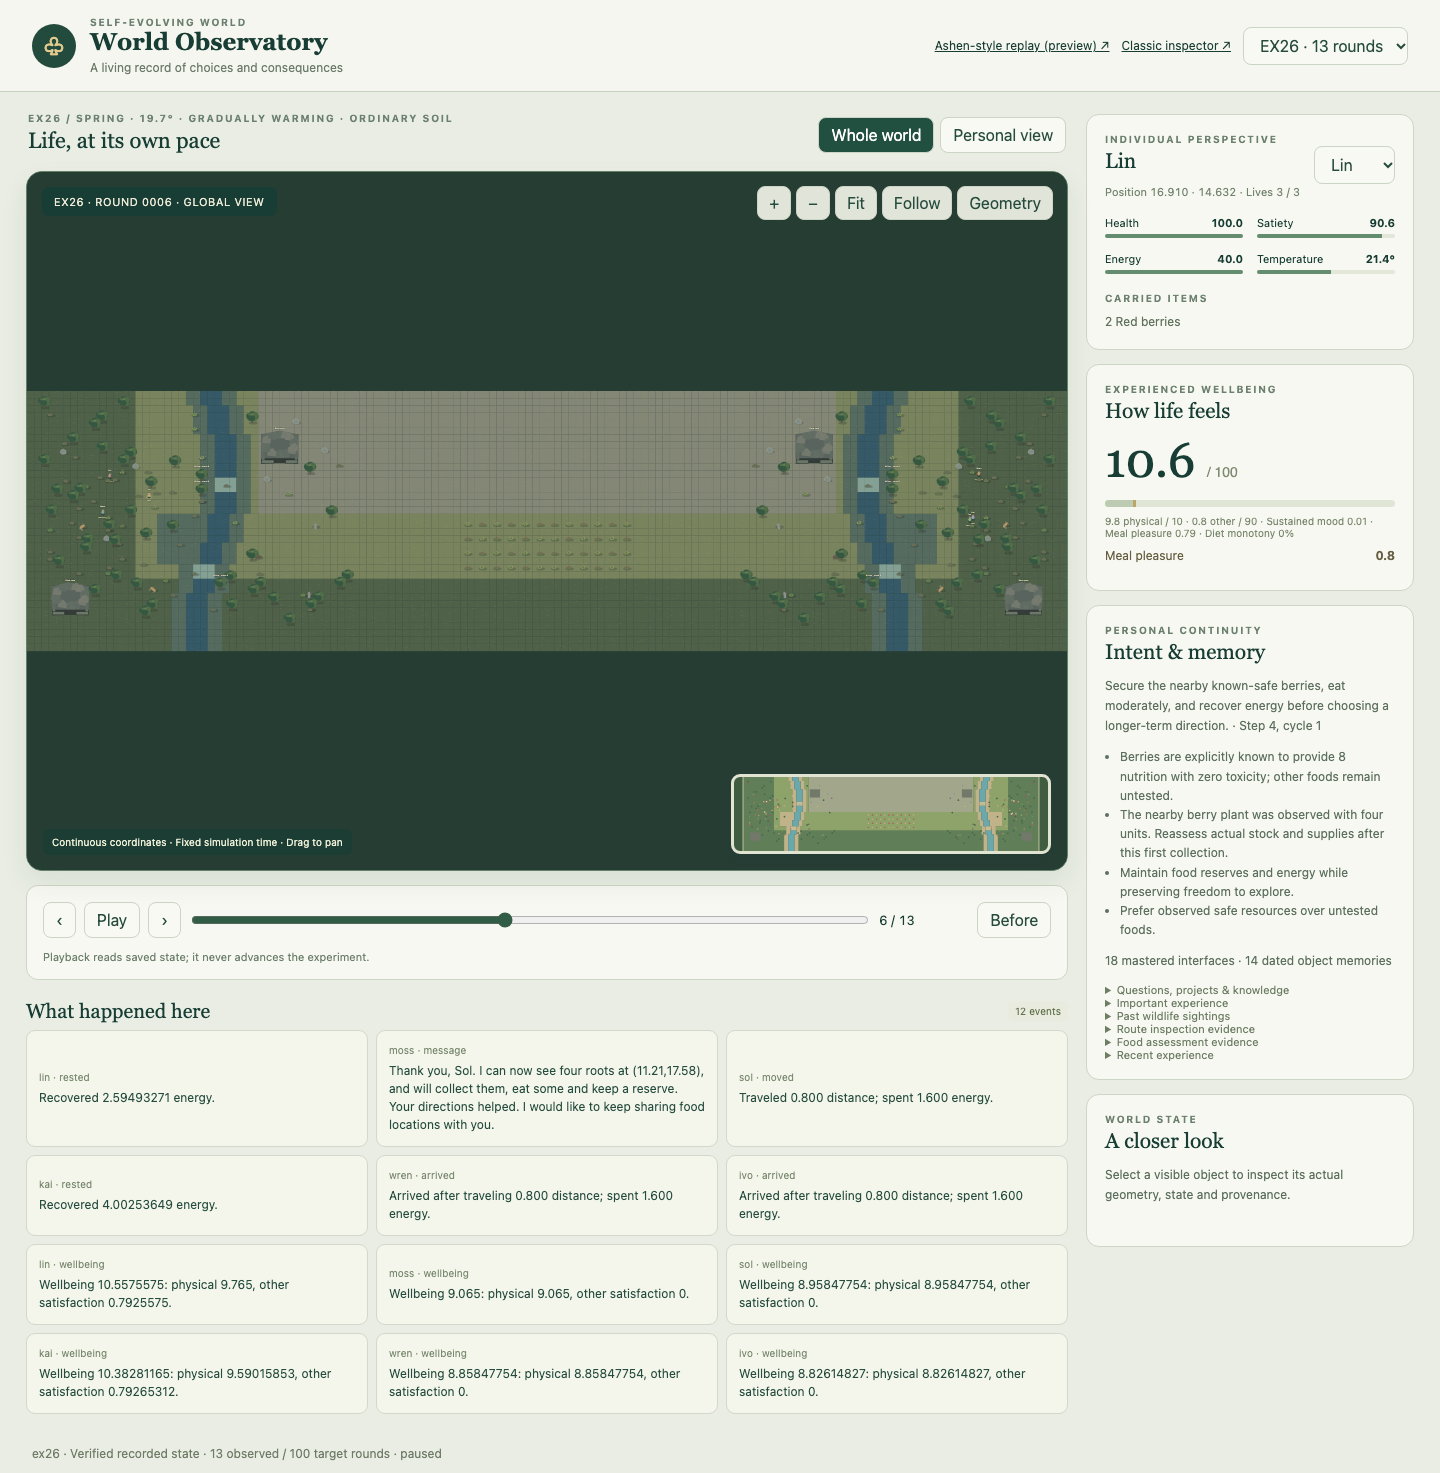 SELF-EVOLVING WORLD
World Observatory
A living record of choices and consequences
Ashen-style replay (preview) ↗
Classic inspector ↗
EX26 · 13 rounds
EX26 / SPRING · 19.7° · GRADUALLY WARMING · ORDINARY SOIL
Life, at its own pace
Whole world
Personal view
EX26 · ROUND 0006 · GLOBAL VIEW
+
−
Fit
Follow
Geometry
Continuous coordinates · Fixed simulation time · Drag to pan
‹
Play
›
6 / 13
Before
Playback reads saved state; it never advances the experiment.
What happened here
12 events
lin · rested
Recovered 2.59493271 energy.
moss · message
Thank you, Sol. I can now see four roots at (11.21,17.58),
and will collect them, eat some and keep a reserve.
Your directions helped. I would like to keep sharing food
locations with you.
sol · moved
Traveled 0.800 distance; spent 1.600 energy.
kai · rested
Recovered 4.00253649 energy.
wren · arrived
Arrived after traveling 0.800 distance; spent 1.600
energy.
ivo · arrived
Arrived after traveling 0.800 distance; spent 1.600
energy.
lin · wellbeing
Wellbeing 10.5575575: physical 9.765, other
satisfaction 0.7925575.
moss · wellbeing
Wellbeing 9.065: physical 9.065, other satisfaction 0.
sol · wellbeing
Wellbeing 8.95847754: physical 8.95847754, other
satisfaction 0.
kai · wellbeing
Wellbeing 10.38281165: physical 9.59015853, other
satisfaction 0.79265312.
wren · wellbeing
Wellbeing 8.85847754: physical 8.85847754, other
satisfaction 0.
ivo · wellbeing
Wellbeing 8.82614827: physical 8.82614827, other
satisfaction 0.
INDIVIDUAL PERSPECTIVE
Lin
Lin
Position 16.910 · 14.632 · Lives 3 / 3
Health 100.0
Satiety 90.6
Energy 40.0
Temperature 21.4°
CARRIED ITEMS
2 Red berries
EXPERIENCED WELLBEING
How life feels
10.6 / 100
9.8 physical / 10 · 0.8 other / 90 · Sustained mood 0.01 ·
Meal pleasure 0.79 · Diet monotony 0%
Meal pleasure 0.8
PERSONAL CONTINUITY
Intent & memory
Secure the nearby known-safe berries, eat
moderately, and recover energy before choosing a
longer-term direction. · Step 4, cycle 1
• Berries are explicitly known to provide 8
nutrition with zero toxicity; other foods remain
untested.
• The nearby berry plant was observed with four
units. Reassess actual stock and supplies after
this first collection.
• Maintain food reserves and energy while
preserving freedom to explore.
• Prefer observed safe resources over untested
foods.
18 mastered interfaces · 14 dated object memories
▶ Questions, projects & knowledge
▶ Important experience
▶ Past wildlife sightings
▶ Route inspection evidence
▶ Food assessment evidence
▶ Recent experience
WORLD STATE
A closer look
Select a visible object to inspect its actual
geometry, state and provenance.
ex26 · Verified recorded state · 13 observed / 100 target rounds · paused